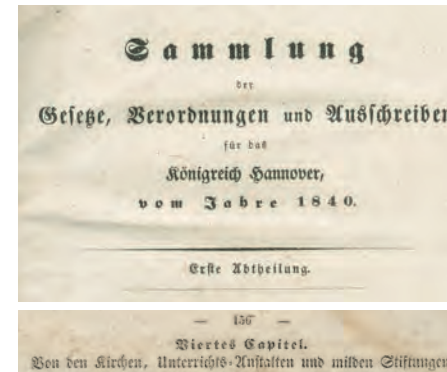 Sammlung
der
Gesetze, Verordnungen und Ausschreiben
für das
Königreich Hannover,
vom Jahre 1840.
Erste Abtheilung.
— 156 —
Viertes Capitel.
Von den Kirchen, Unterrichts-Anstalten und milden Stiftungen